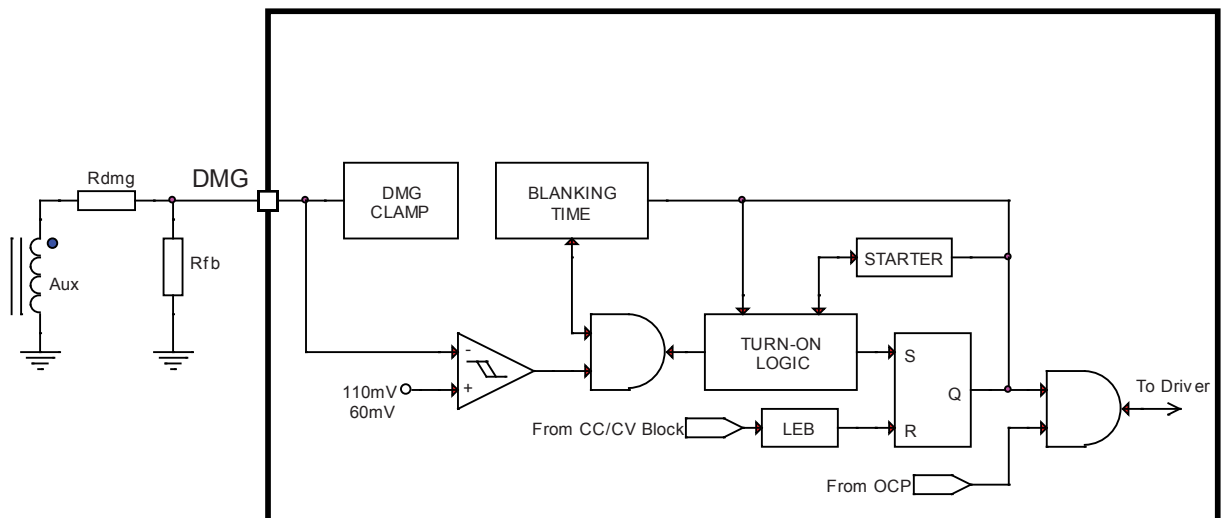 Rdmg
DMG
DMG
CLAMP
BLANKING
TIME
Rfb
Aux
STARTER
-
+
110mV
60mV
TURN-ON
LOGIC
S
Q
R
To Driver
From CC/CV Block
LEB
From OCP